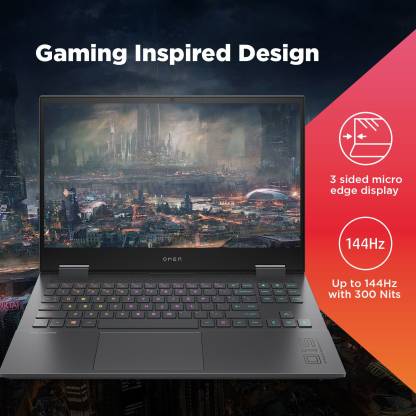 Gaming Inspired Design
3 sided micro
edge display
144Hz
Up to 144Hz
with 300 Nits
OMEN